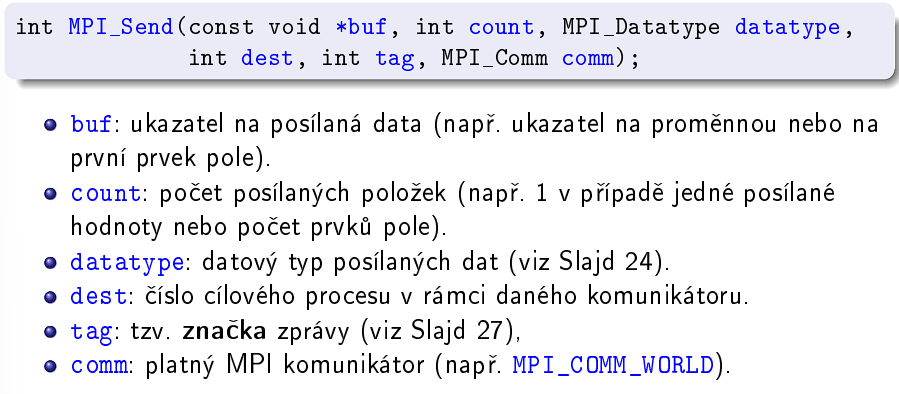 int MPI_Send(const void *buf, int count, MPI_Datatype datatype,
int dest, int tag, MPI_Comm comm);
buf: ukazatel na posílaná data (např. ukazatel na proměnnou nebo na
první prvek pole).
count: počet posílaných položek (např. 1 v případě jedné posílané
hodnoty nebo počet prvků pole).
datatype: datový typ posílaných dat (viz Slajd 24).
dest: číslo cílového procesu v rámci daného komunikátoru.
tag: tzv. značka zprávy (viz Slajd 27),
comm: platný MPI komunikátor (např. MPI_COMM_WORLD).